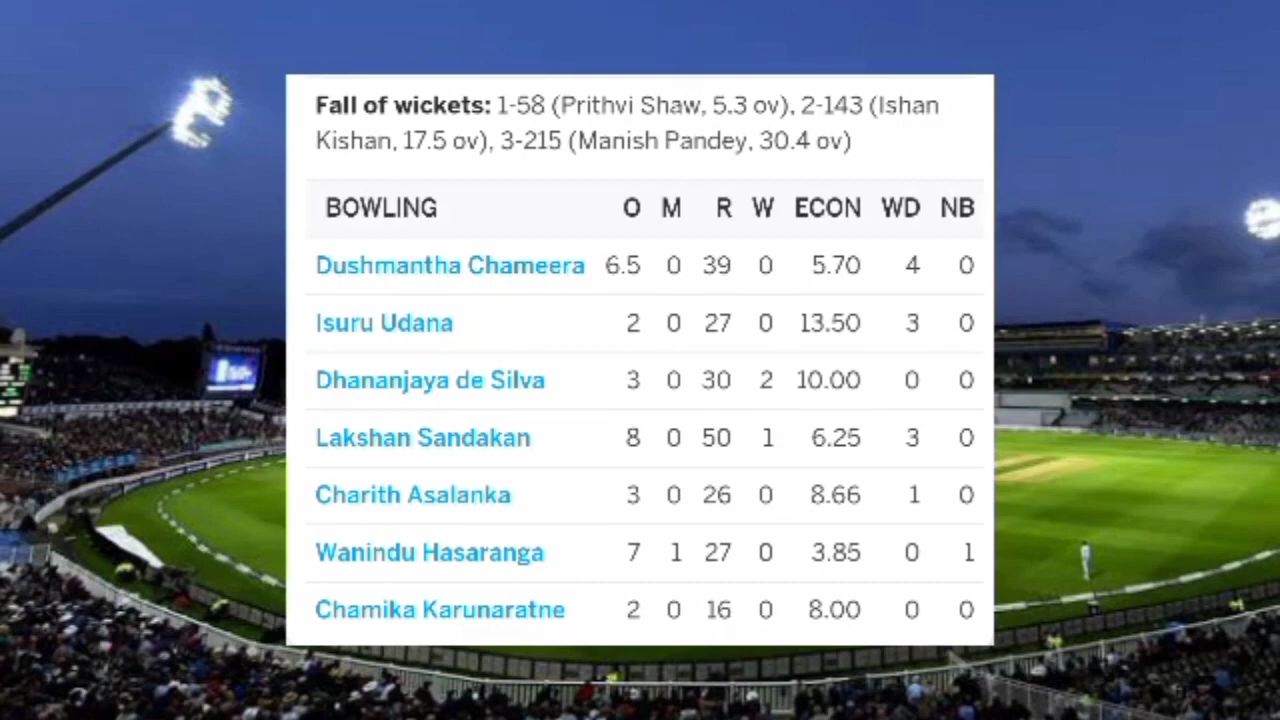 Fall of wickets: 1-58 (Prithvi Shaw, 5.3 ov), 2-143 (Ishan
Kishan, 17.5 ov), 3-215 (Manish Pandey, 30.4 ov)
BOWLING O M R W ECON WD NB
Dushmantha Chameera 6.5 0 39 0 5.70 4 0
Isuru Udana 2 0 27 0 13.50 3 0
Dhananjaya de Silva 3 0 30 2 10.00 0 0
Lakshan Sandakan 8 0 50 1 6.25 3 0
Charith Asalanka 3 0 26 0 8.66 1 0
Wanindu Hasaranga 7 1 27 0 3.85 0 1
Chamika Karunaratne 2 0 16 0 8.00 0 0